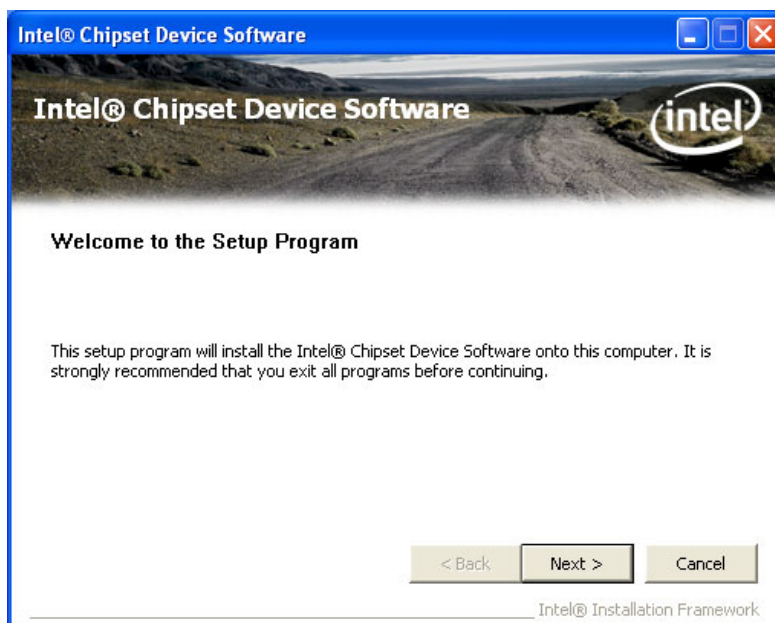 Intel® Chipset Device Software
Intel® Chipset Device Software
intel
Welcome to the Setup Program
This setup program will install the Intel® Chipset Device Software onto this computer. It is
strongly recommended that you exit all programs before continuing.
< Back
Next >
Cancel
Intel® Installation Framework